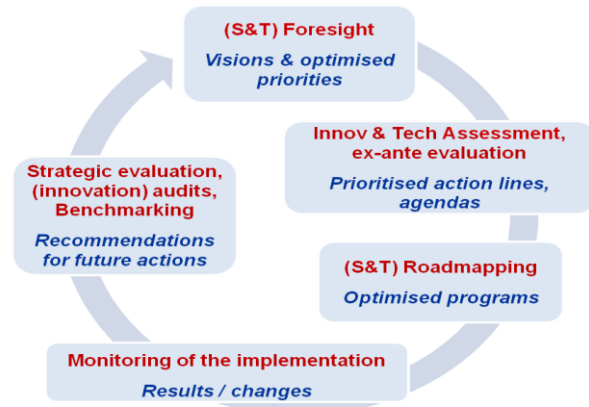 (S&T) Foresight
Visions & optimised
priorities
Innov & Tech Assessment,
ex-ante evaluation
Prioritised action lines,
agendas
(S&T) Roadmapping
Optimised programs
Monitoring of the implementation
Results / changes
Strategic evaluation,
(innovation) audits,
Benchmarking
Recommendations
for future actions